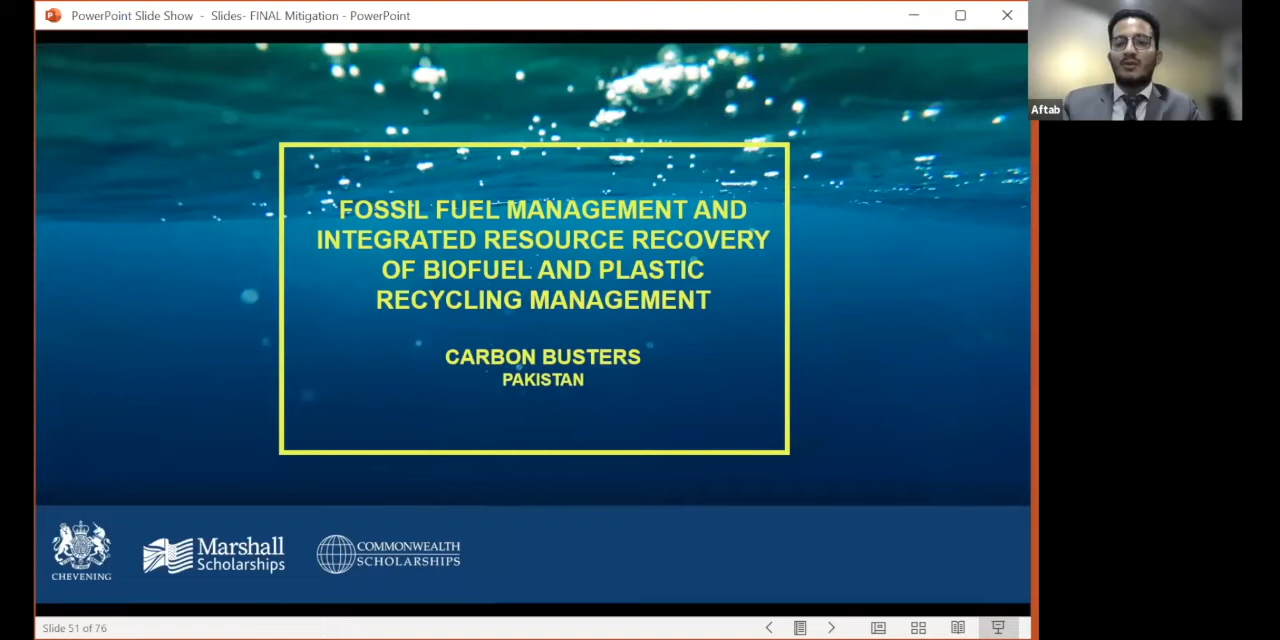 PowerPoint Slide Show - Slides- FINAL Mitigation - PowerPoint
Aftab
FOSSIL FUEL MANAGEMENT AND
INTEGRATED RESOURCE RECOVERY
OF BIOFUEL AND PLASTIC
RECYCLING MANAGEMENT
CARBON BUSTERS
PAKISTAN
CHEVENING
Marshall
Scholarships
COMMONWEALTH
SCHOLARSHIPS
Slide 51 of 76